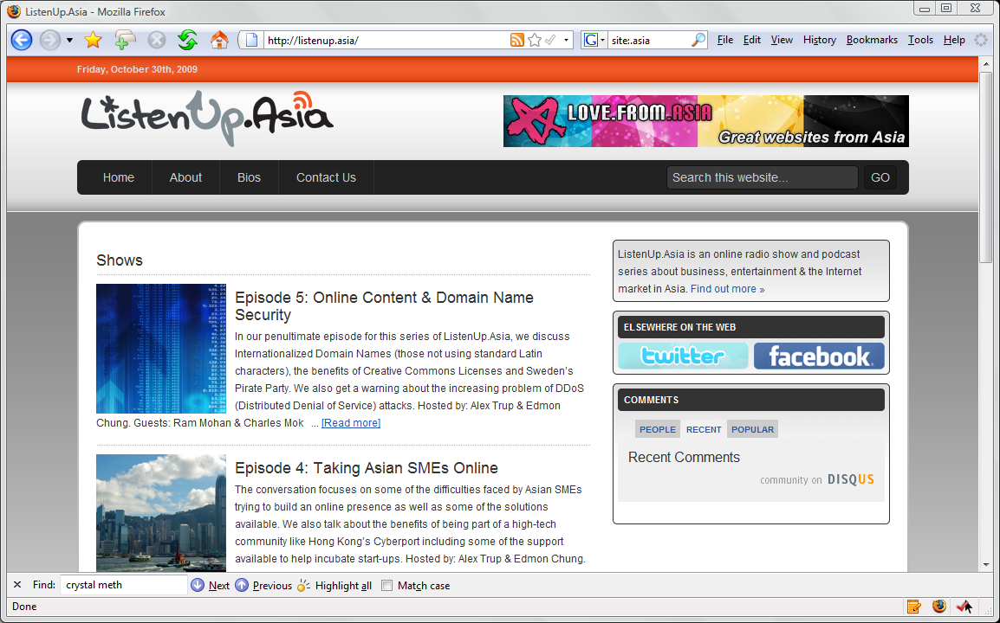 ListenUp.Asia - Mozilla Firefox
http://listenup.asia/
G
site:.asia
File Edit View History Bookmarks Tools Help
Friday, October 30th, 2009
ListenUp.Asia
LOVE.FROM.ASIA
Great websites from Asia
Home About Bios Contact Us
Search this website... GO
Shows
Episode 5: Online Content & Domain Name
Security
In our penultimate episode for this series of ListenUp.Asia, we discuss
Internationalized Domain Names (those not using standard Latin
characters), the benefits of Creative Commons Licenses and Sweden's
Pirate Party. We also get a warning about the increasing problem of DDoS
(Distributed Denial of Service) attacks. Hosted by: Alex Trup & Edmon
Chung. Guests: Ram Mohan & Charles Mok ... [Read more]
Episode 4: Taking Asian SMEs Online
The conversation focuses on some of the difficulties faced by Asian SMEs
trying to build an online presence as well as some of the solutions
available. We also talk about the benefits of being part of a high-tech
community like Hong Kong's Cyberport including some of the support
available to help incubate start-ups. Hosted by: Alex Trup & Edmon Chung.
ListenUp.Asia is an online radio show and podcast
series about business, entertainment & the Internet
market in Asia. Find out more »
ELSEWHERE ON THE WEB
twitter facebook
COMMENTS
PEOPLE RECENT POPULAR
Recent Comments
community on DISQUS
Find: crystal meth Next Previous Highlight all Match case
Done